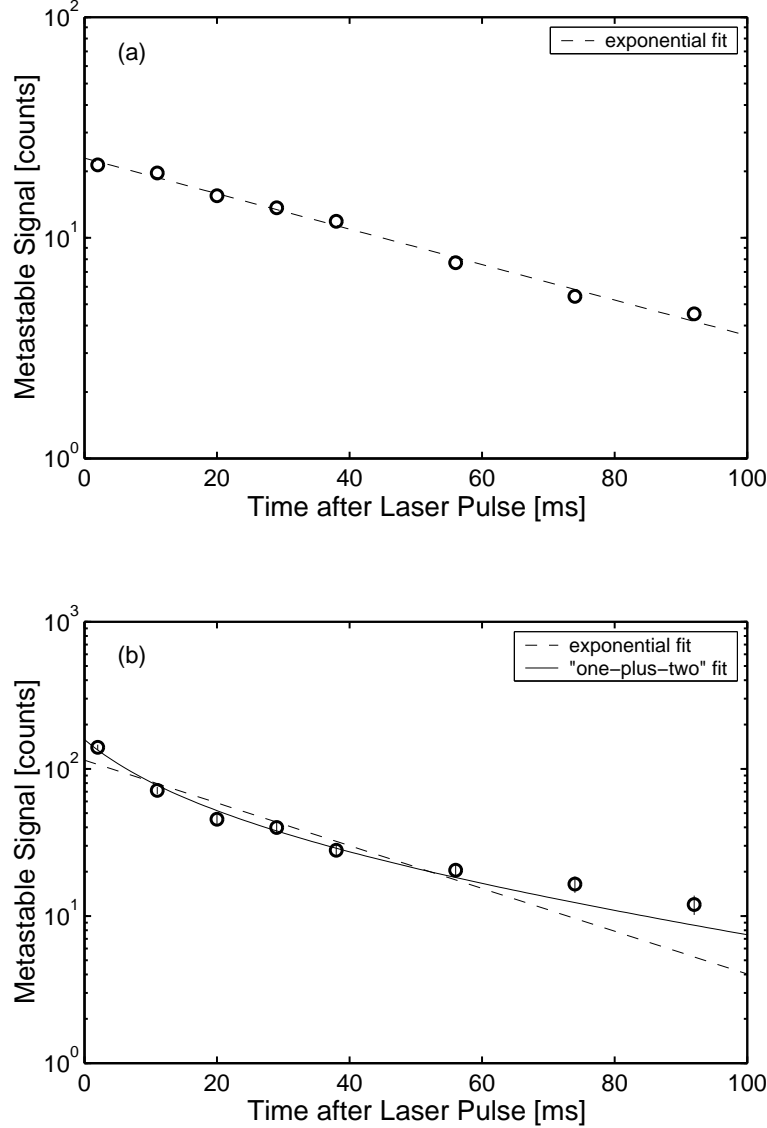 10^2
(a)
exponential fit
Metastable Signal [counts]
10^1
10^0
0 20 40 60 80 100
Time after Laser Pulse [ms]
10^3
(b)
exponential fit
"one−plus−two" fit
10^2
Metastable Signal [counts]
10^1
10^0
0 20 40 60 80 100
Time after Laser Pulse [ms]